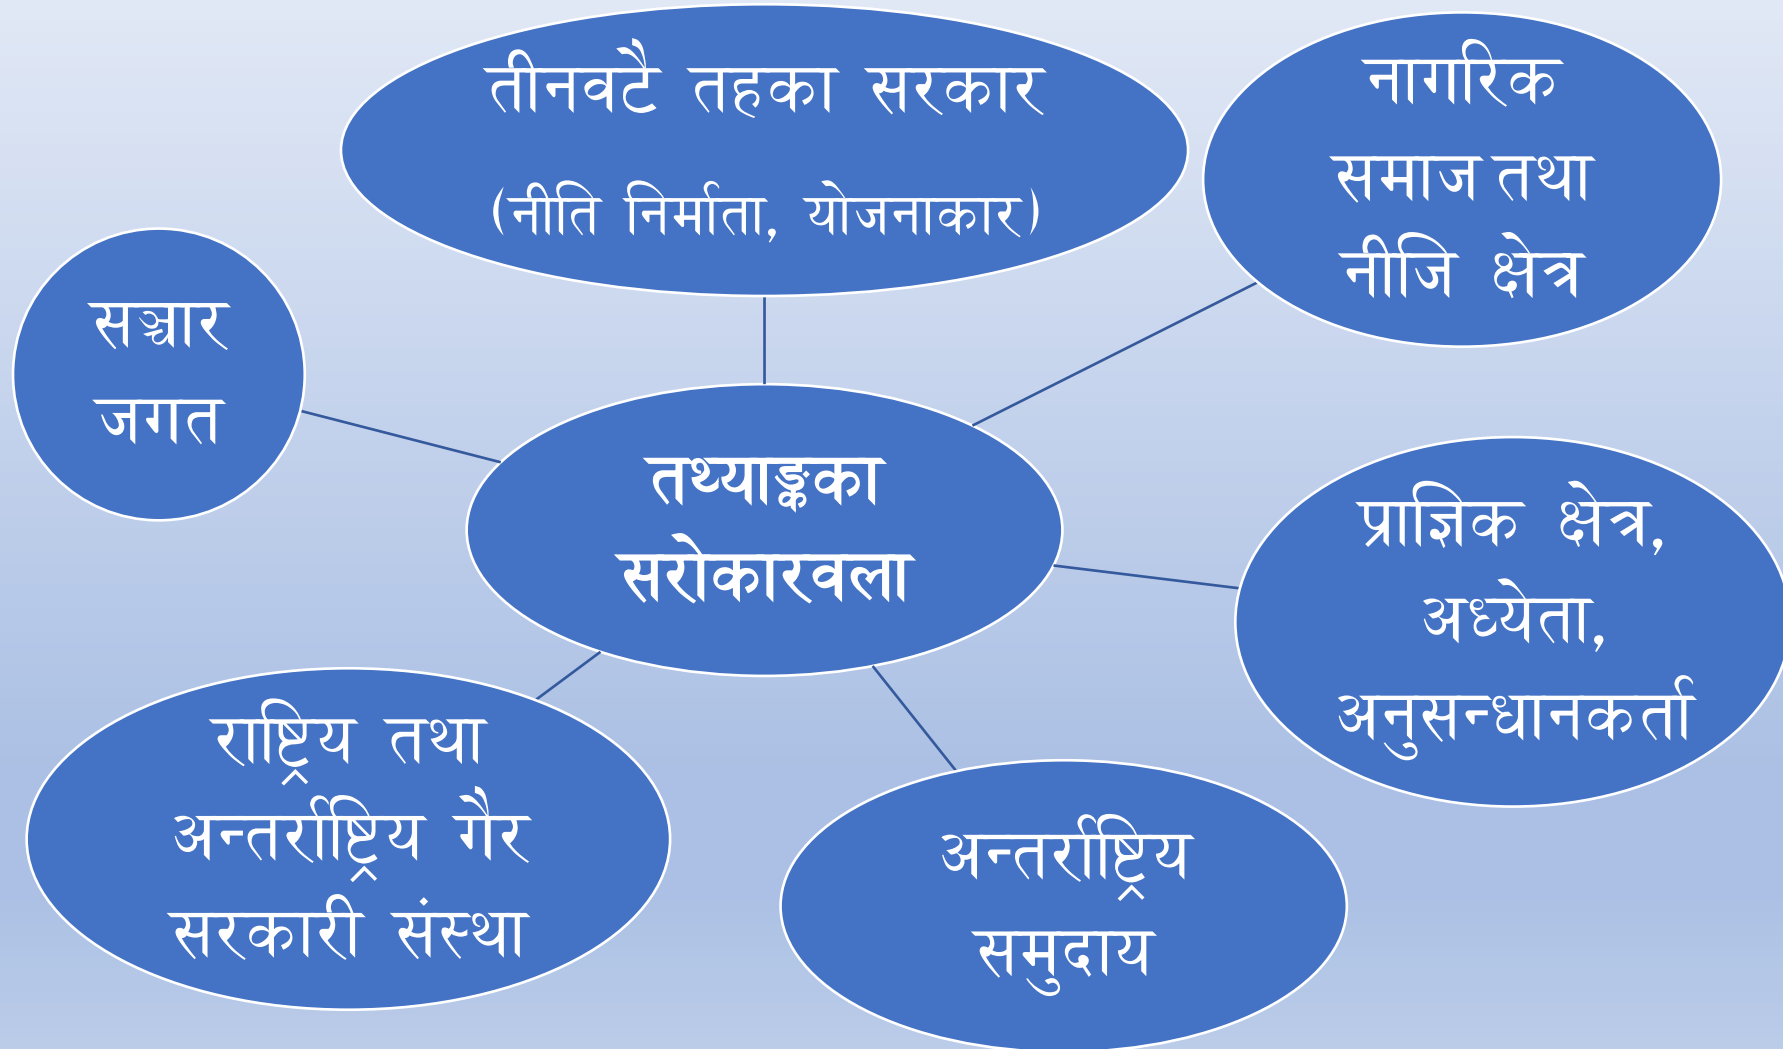 तीनवटै तहका सरकार
(नीति निर्माता, योजनाकार)
नागरिक
समाज तथा
नीजि क्षेत्र
सञ्चार
जगत
तथ्याङ्कका
सरोकारवला
प्राज्ञिक क्षेत्र,
अध्येता,
अनुसन्धानकर्ता
राष्ट्रिय तथा
अन्तर्राष्ट्रिय गैर
सरकारी संस्था
अन्तर्राष्ट्रिय
समुदाय